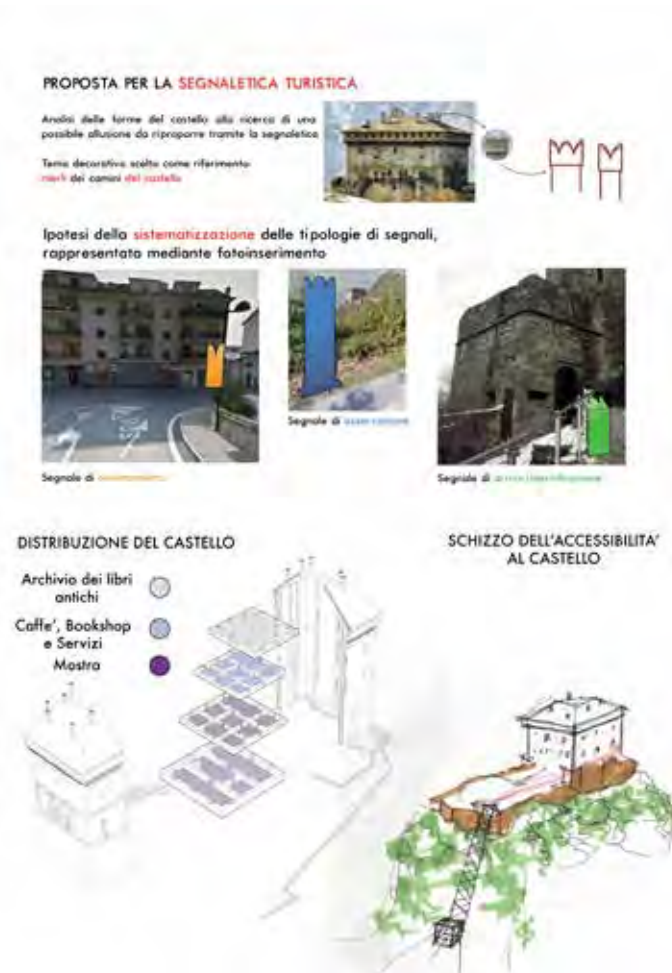 PROPOSTA PER LA SEGNALETICA TURISTICA
Analisi delle forme del castello alla ricerca di una
possibile allusione da riproporre tramite la segnaletica
Tema decorativo scelto come riferimento:
merli dei camini del castello
Ipotesi della sistematizzazione delle tipologie di segnali,
rappresentata mediante fotoinserimento
Segnale di
Segnale di
Segnale di
DISTRIBUZIONE DEL CASTELLO
Archivio dei libri
antichi
Caffe', Bookshop
e Servizi
Mostra
SCHIZZO DELL'ACCESSIBILITA'
AL CASTELLO